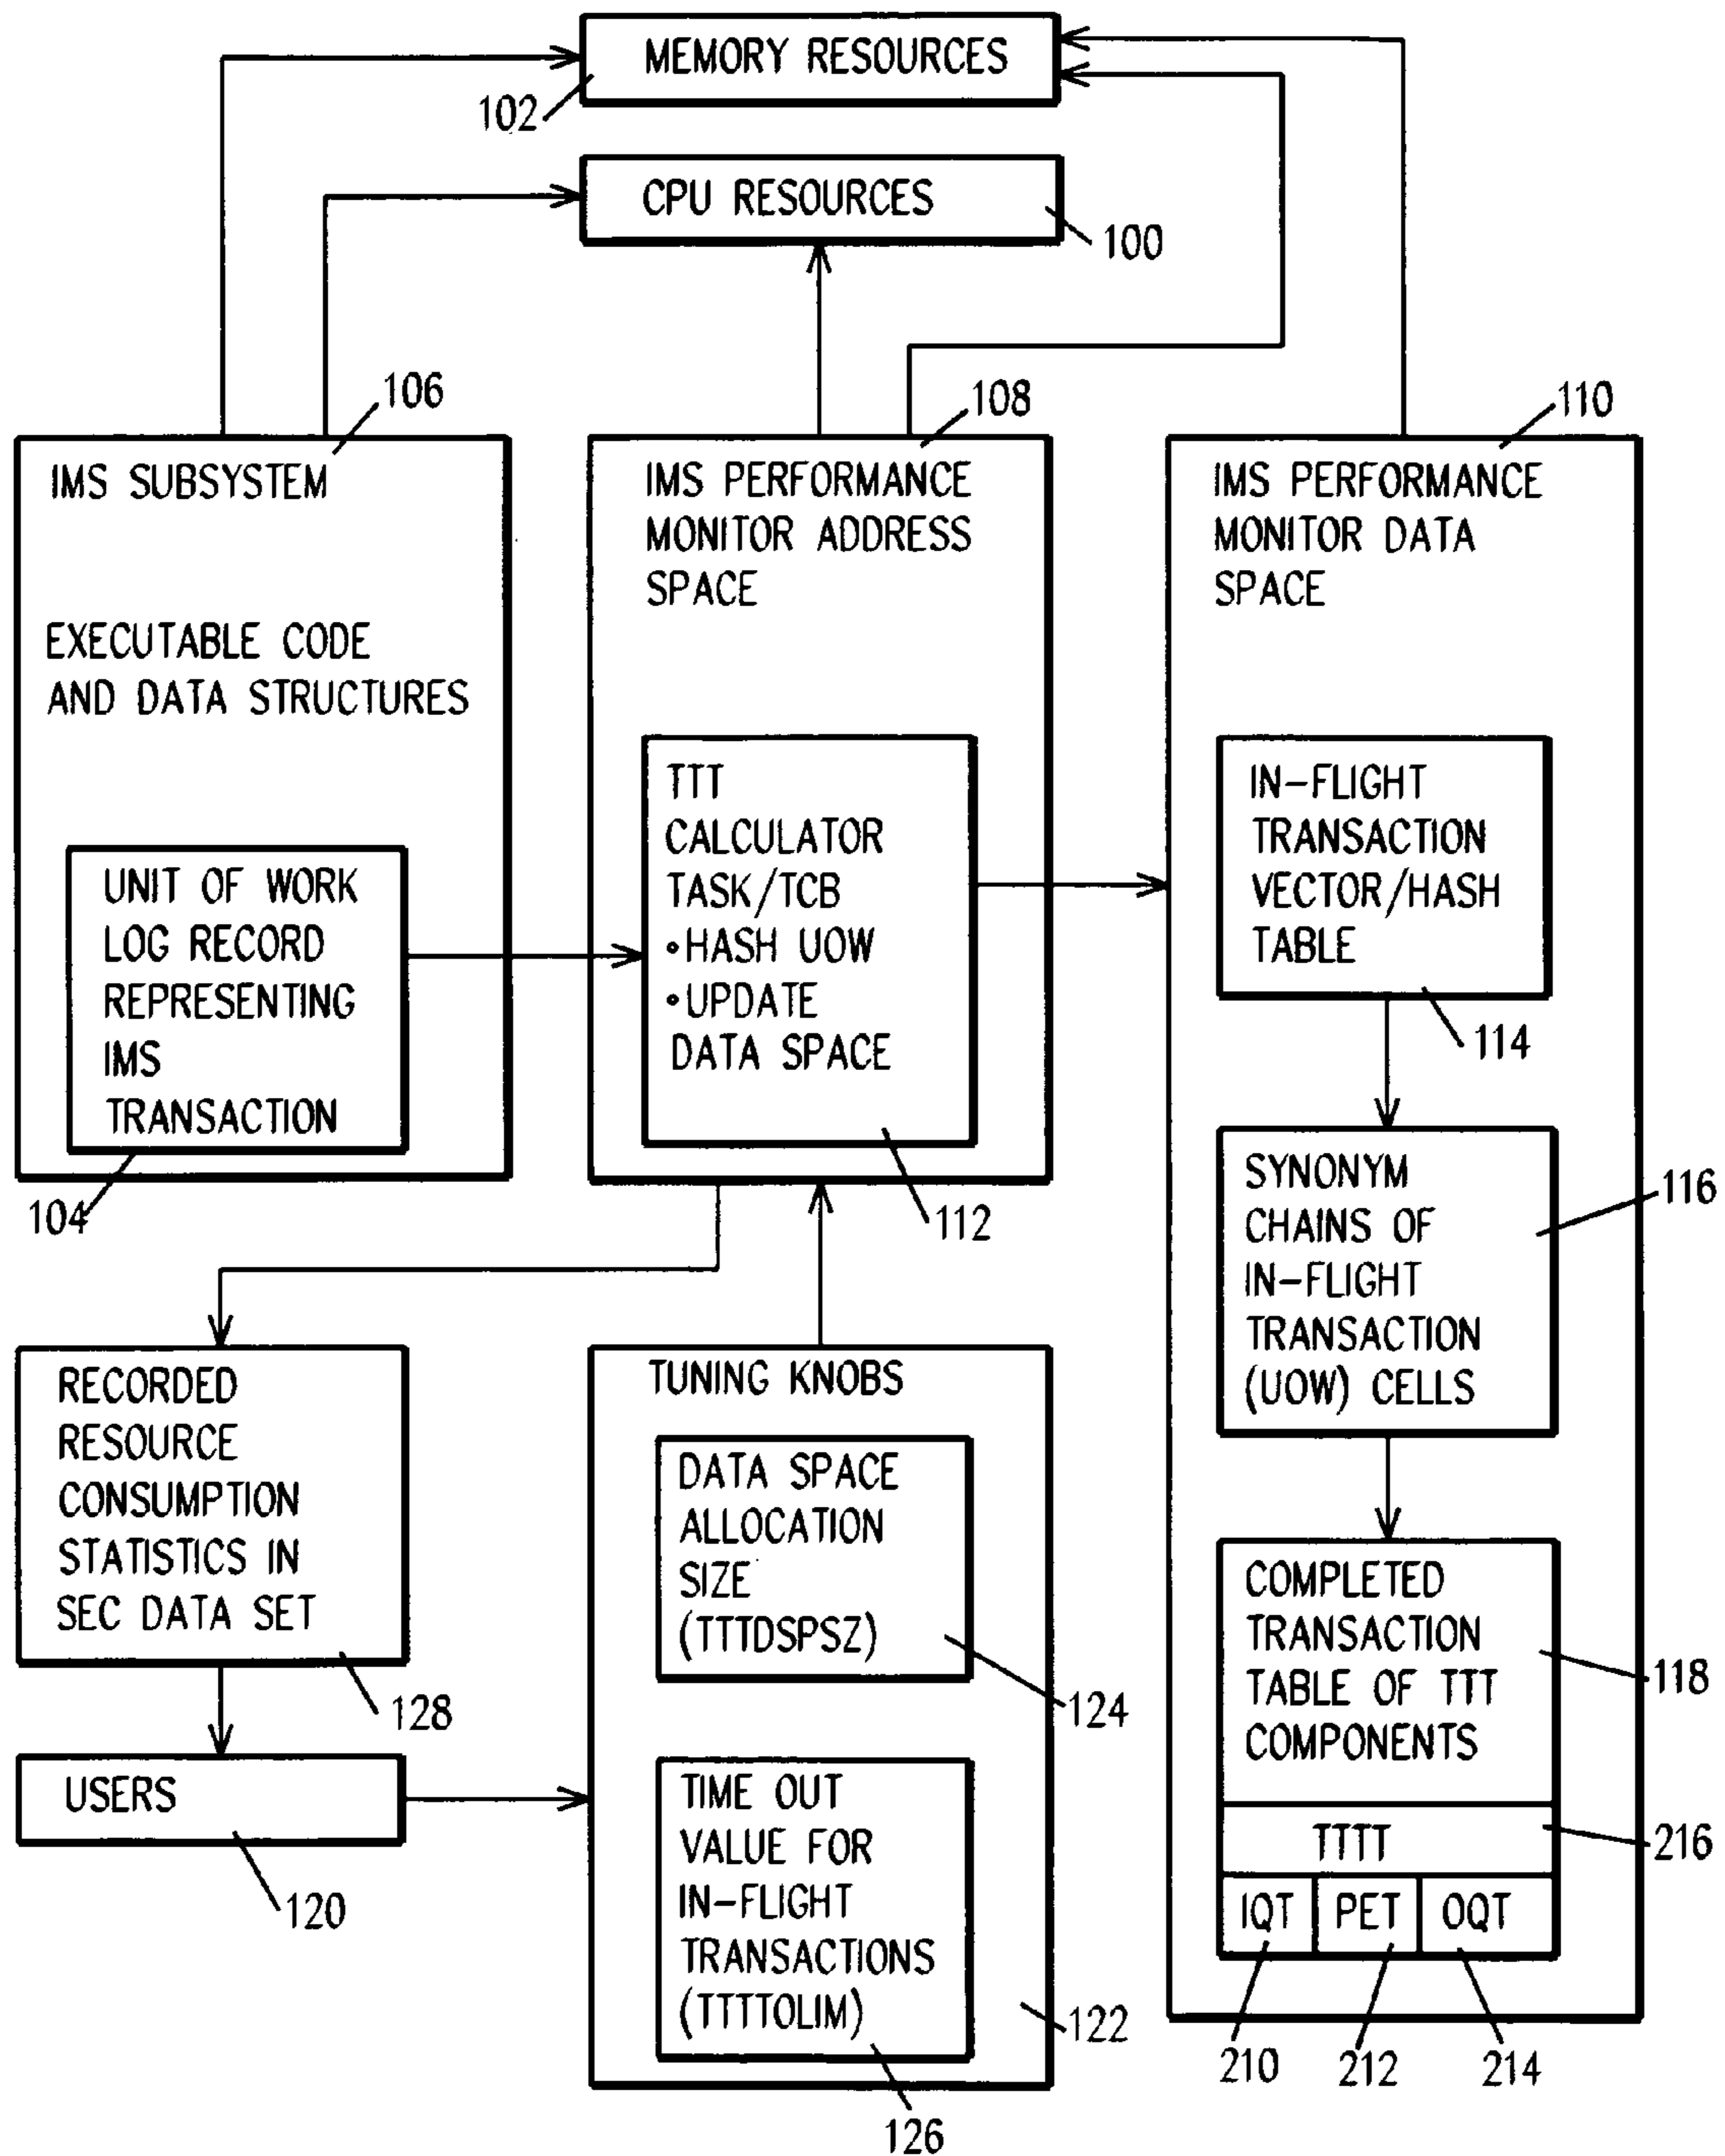 MEMORY RESOURCES
102
CPU RESOURCES
100
106
IMS SUBSYSTEM
EXECUTABLE CODE
AND DATA STRUCTURES
UNIT OF WORK
LOG RECORD
REPRESENTING
IMS
TRANSACTION
104
108
IMS PERFORMANCE
MONITOR ADDRESS
SPACE
TTT
CALCULATOR
TASK/TCB
•HASH UOW
•UPDATE
DATA SPACE
112
110
IMS PERFORMANCE
MONITOR DATA
SPACE
IN-FLIGHT
TRANSACTION
VECTOR/HASH
TABLE
114
SYNONYM
CHAINS OF
IN-FLIGHT
TRANSACTION
(UOW) CELLS
116
COMPLETED
TRANSACTION
TABLE OF TTT
COMPONENTS
118
TTTT
216
IQT
PET
OQT
210
212
214
RECORDED
RESOURCE
CONSUMPTION
STATISTICS IN
SEC DATA SET
128
USERS
120
TUNING KNOBS
DATA SPACE
ALLOCATION
SIZE
(TTTDSPSZ)
124
TIME OUT
VALUE FOR
IN-FLIGHT
TRANSACTIONS
(TTTTOLIM)
122
126